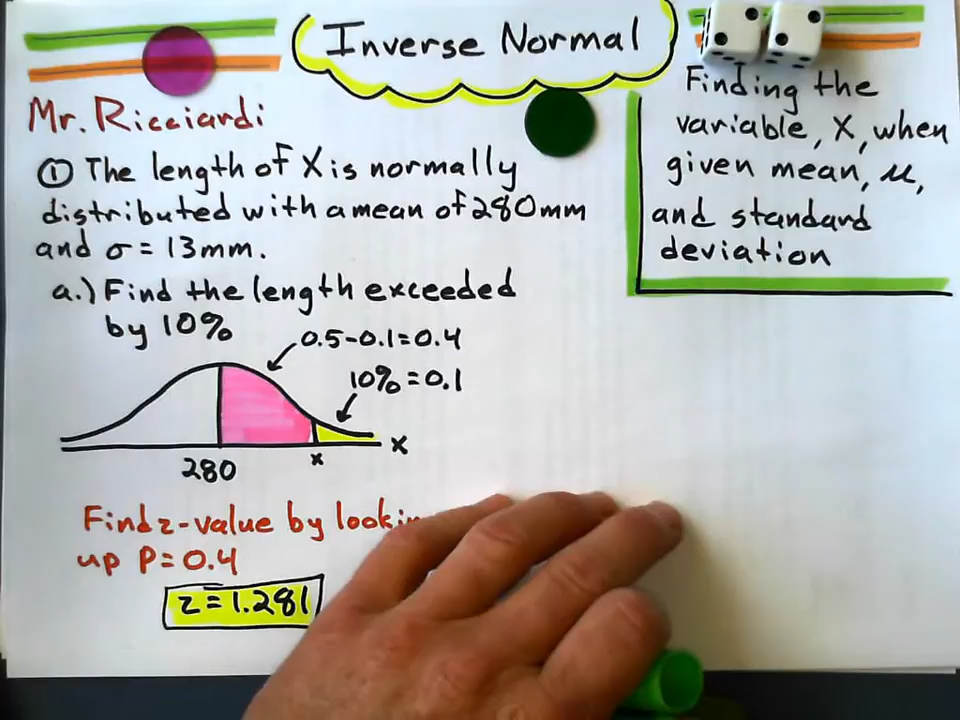 Inverse Normal
Mr. Ricciardi
① The length of X is normally
distributed with a mean of 280mm
and σ = 13mm.
a.) Find the length exceeded
by 10%
0.5-0.1=0.4
10% = 0.1
280
x
X
Find z-value by
up P=0.4
z = 1.281
Finding the
variable, X, when
given mean, μ,
and standard
deviation